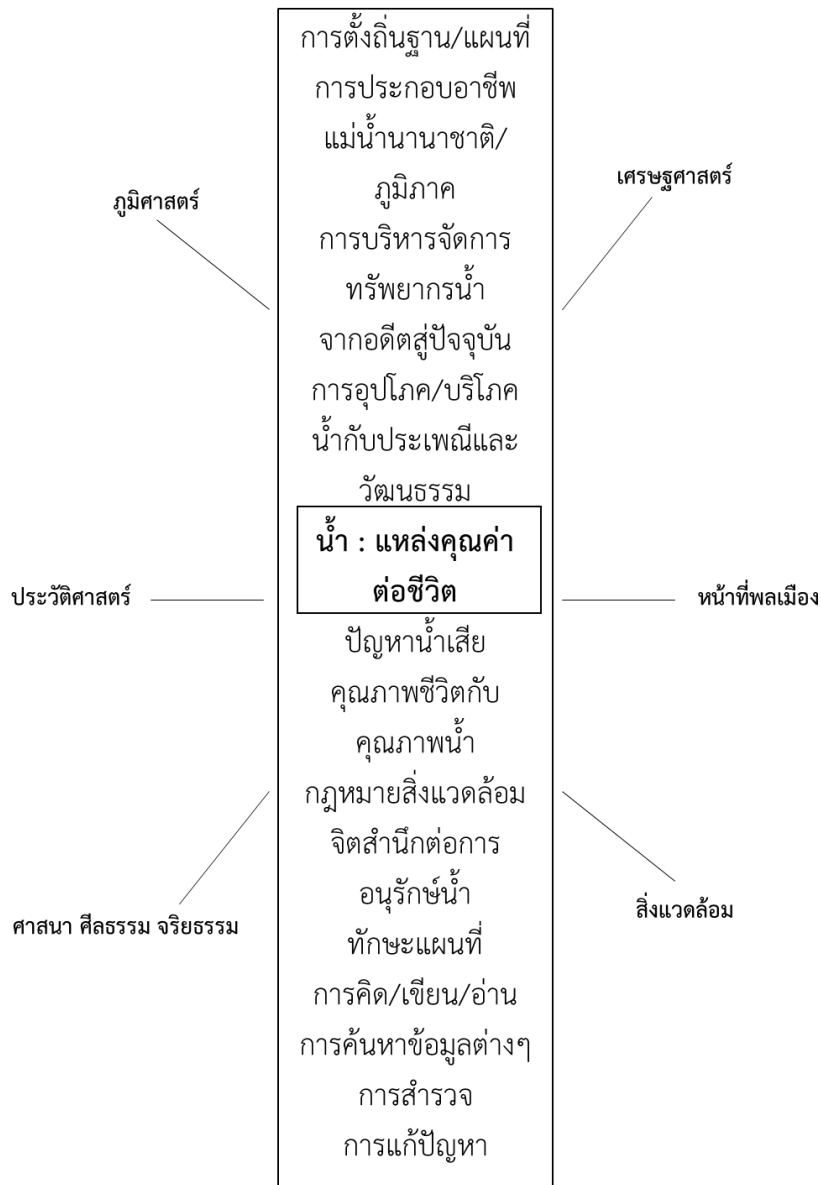 การตั้งถิ่นฐาน/แผนที่
การประกอบอาชีพ
แม่น้ำนานาชาติ/
ภูมิภาค
การบริหารจัดการ
ทรัพยากรน้ำ
จากอดีตสู่ปัจจุบัน
การอุปโภค/บริโภค
น้ำกับประเพณีและ
วัฒนธรรม
น้ำ : แหล่งคุณค่า
ต่อชีวิต
ปัญหาน้ำเสีย
คุณภาพชีวิตกับ
คุณภาพน้ำ
กฎหมายสิ่งแวดล้อม
จิตสำนึกต่อการ
อนุรักษ์น้ำ
ทักษะแผนที่
การคิด/เขียน/อ่าน
การค้นหาข้อมูลต่างๆ
การสำรวจ
การแก้ปัญหา
ภูมิศาสตร์
ประวัติศาสตร์
ศาสนา ศีลธรรม จริยธรรม
เศรษฐศาสตร์
หน้าที่พลเมือง
สิ่งแวดล้อม